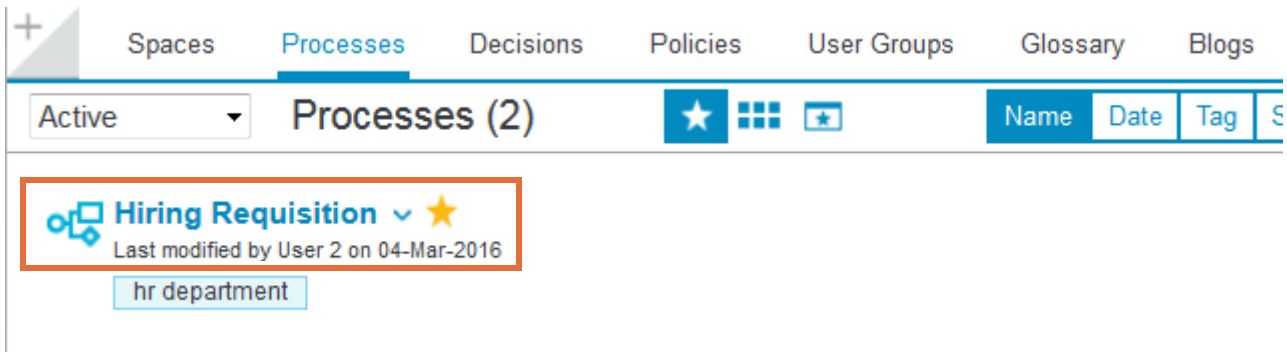 + Spaces Processes Decisions Policies User Groups Glossary Blogs
Active Processes (2) Name Date Tag S
Hiring Requisition
Last modified by User 2 on 04-Mar-2016
hr department